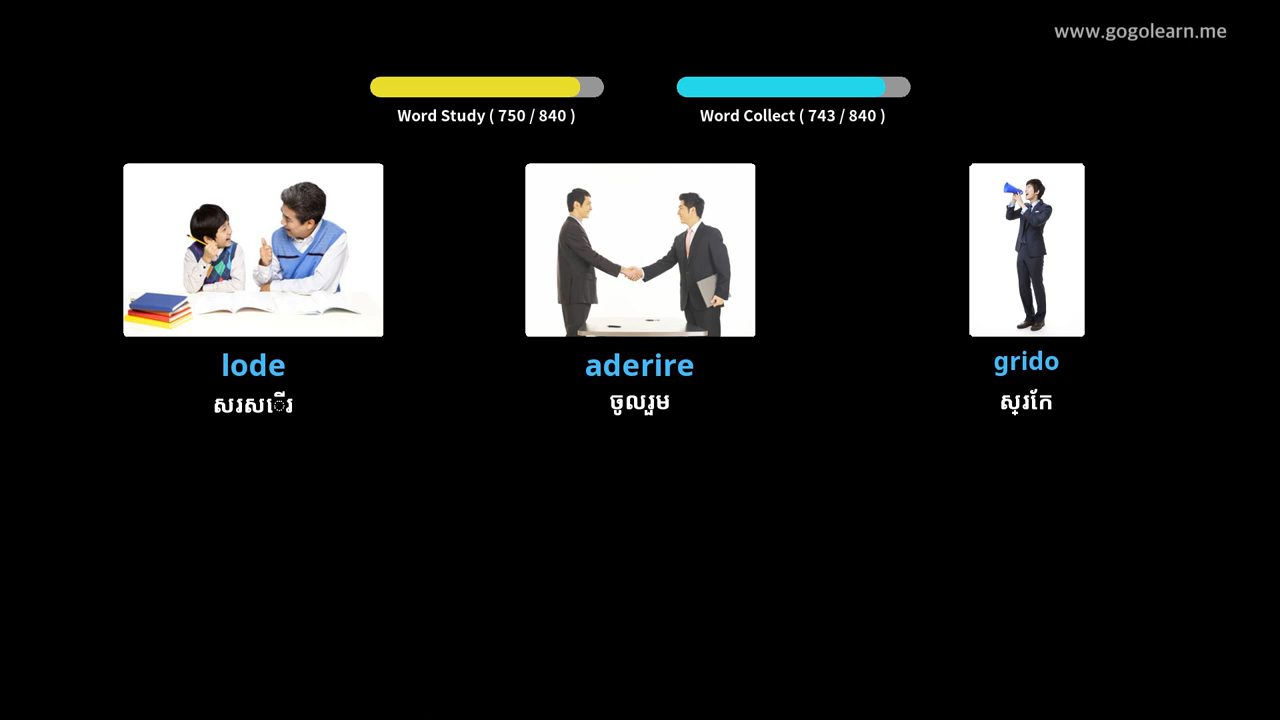 www.gogolearn.me
Word Study ( 750 / 840 )
Word Collect ( 743 / 840 )
lode
aderire
grido
សរសើរ
ចូលរួម
ស្រែក